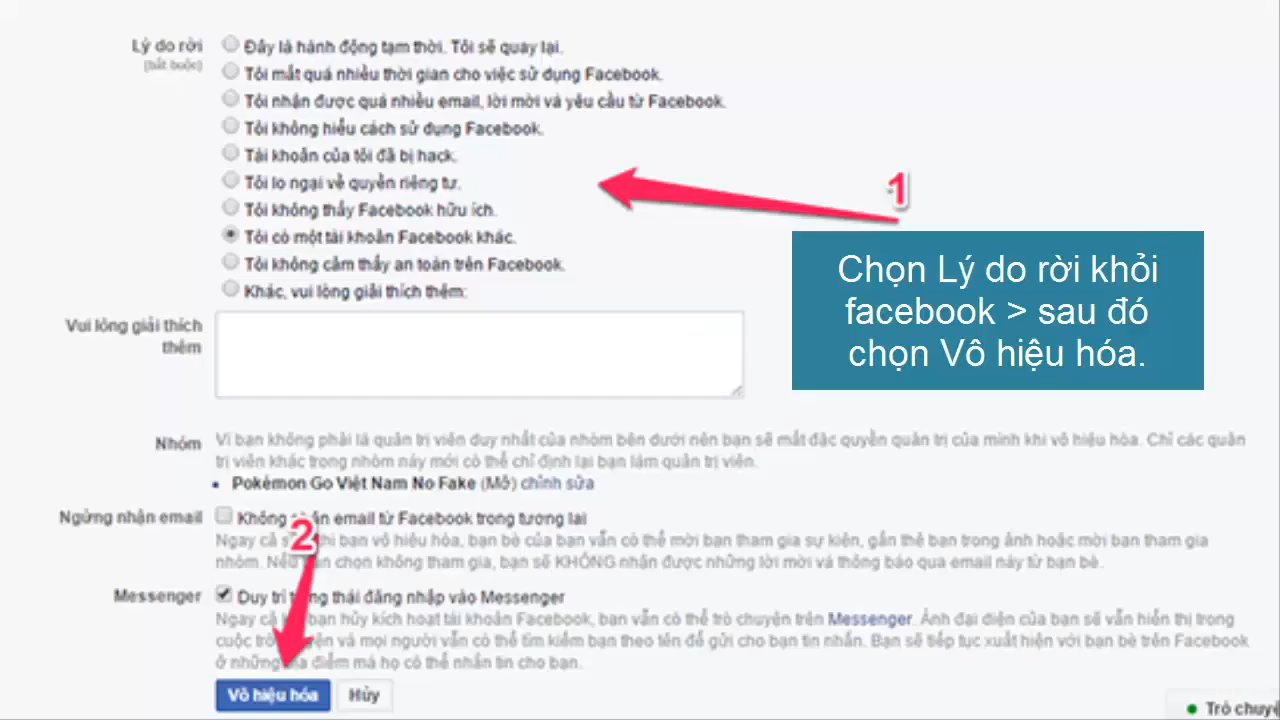 Lý do rời
(bắt buộc)
Đây là hành động tạm thời. Tôi sẽ quay lại.
Tôi mất quá nhiều thời gian cho việc sử dụng Facebook.
Tôi nhận được quá nhiều email, lời mời và yêu cầu từ Facebook.
Tôi không hiểu cách sử dụng Facebook.
Tài khoản của tôi đã bị hack.
Tôi lo ngại về quyền riêng tư.
Tôi không thấy Facebook hữu ích.
Tôi có một tài khoản Facebook khác.
Tôi không cảm thấy an toàn trên Facebook.
Khác, vui lòng giải thích thêm:
1
Chọn Lý do rời khỏi
facebook > sau đó
chọn Vô hiệu hóa.
Vui lòng giải thích
thêm
Nhóm
Vì bạn không phải là quản trị viên duy nhất của nhóm bên dưới nên bạn sẽ mất đặc quyền quản trị của mình khi vô hiệu hóa. Chỉ các quản
trị viên khác trong nhóm này mới có thể chỉ định lại bạn làm quản trị viên.
Pokémon Go Việt Nam No Fake (Mở) chỉnh sửa
Ngừng nhận email
Không email từ Facebook trong tương lai
2
Ngay cả khi bạn vô hiệu hóa, bạn bè của bạn vẫn có thể mời bạn tham gia sự kiện, gắn thẻ bạn trong ảnh hoặc mời bạn tham gia
nhóm. Nếu chọn không tham gia, bạn sẽ KHÔNG nhận được những lời mời và thông báo qua email này từ bạn bè.
Messenger
Duy trì trạng thái đăng nhập vào Messenger
Ngay cả bạn hủy kích hoạt tài khoản Facebook, bạn vẫn có thể trò chuyện trên Messenger. Ảnh đại diện của bạn sẽ vẫn hiển thị trong
cuộc trò và mọi người vẫn có thể tìm kiếm bạn theo tên để gửi cho bạn tin nhắn. Bạn sẽ tiếp tục xuất hiện với bạn bè trên Facebook
ở những điểm mà họ có thể nhắn tin cho bạn.
Vô hiệu hóa
Hủy
Trò chuyệ